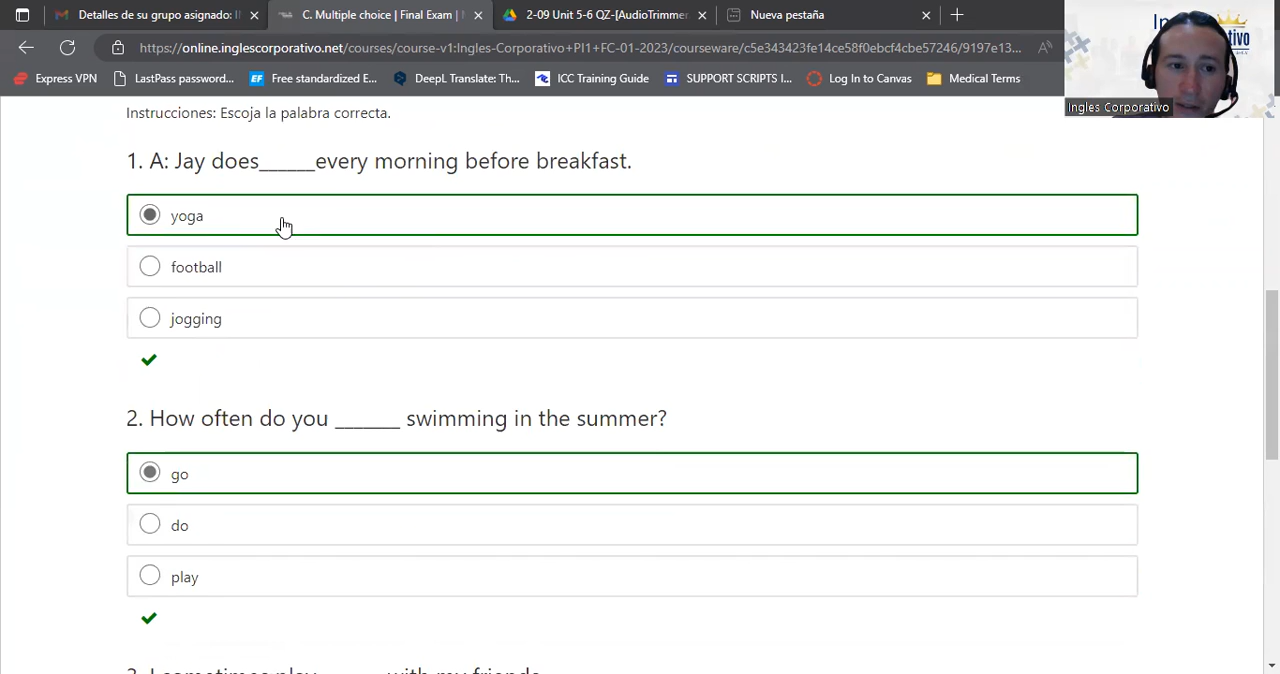 Detalles de su grupo asignado: I
C. Multiple choice | Final Exam |
2-09 Unit 5-6 QZ-[AudioTrimmer
Nueva pestaña
https://online.inglescorporativo.net/courses/course-v1:Ingles-Corporativo+PI1+FC-01-2023/courseware/c5e343423fe14ce58f0ebcf4cbe57246/9197e13...
Express VPN
LastPass password...
EF Free standardized E...
DeepL Translate: Th...
ICC Training Guide
SUPPORT SCRIPTS I...
Log In to Canvas
Medical Terms
Ingles Corporativo
Instrucciones: Escoja la palabra correcta.
1. A: Jay does______every morning before breakfast.
yoga
football
jogging
2. How often do you _______ swimming in the summer?
go
do
play